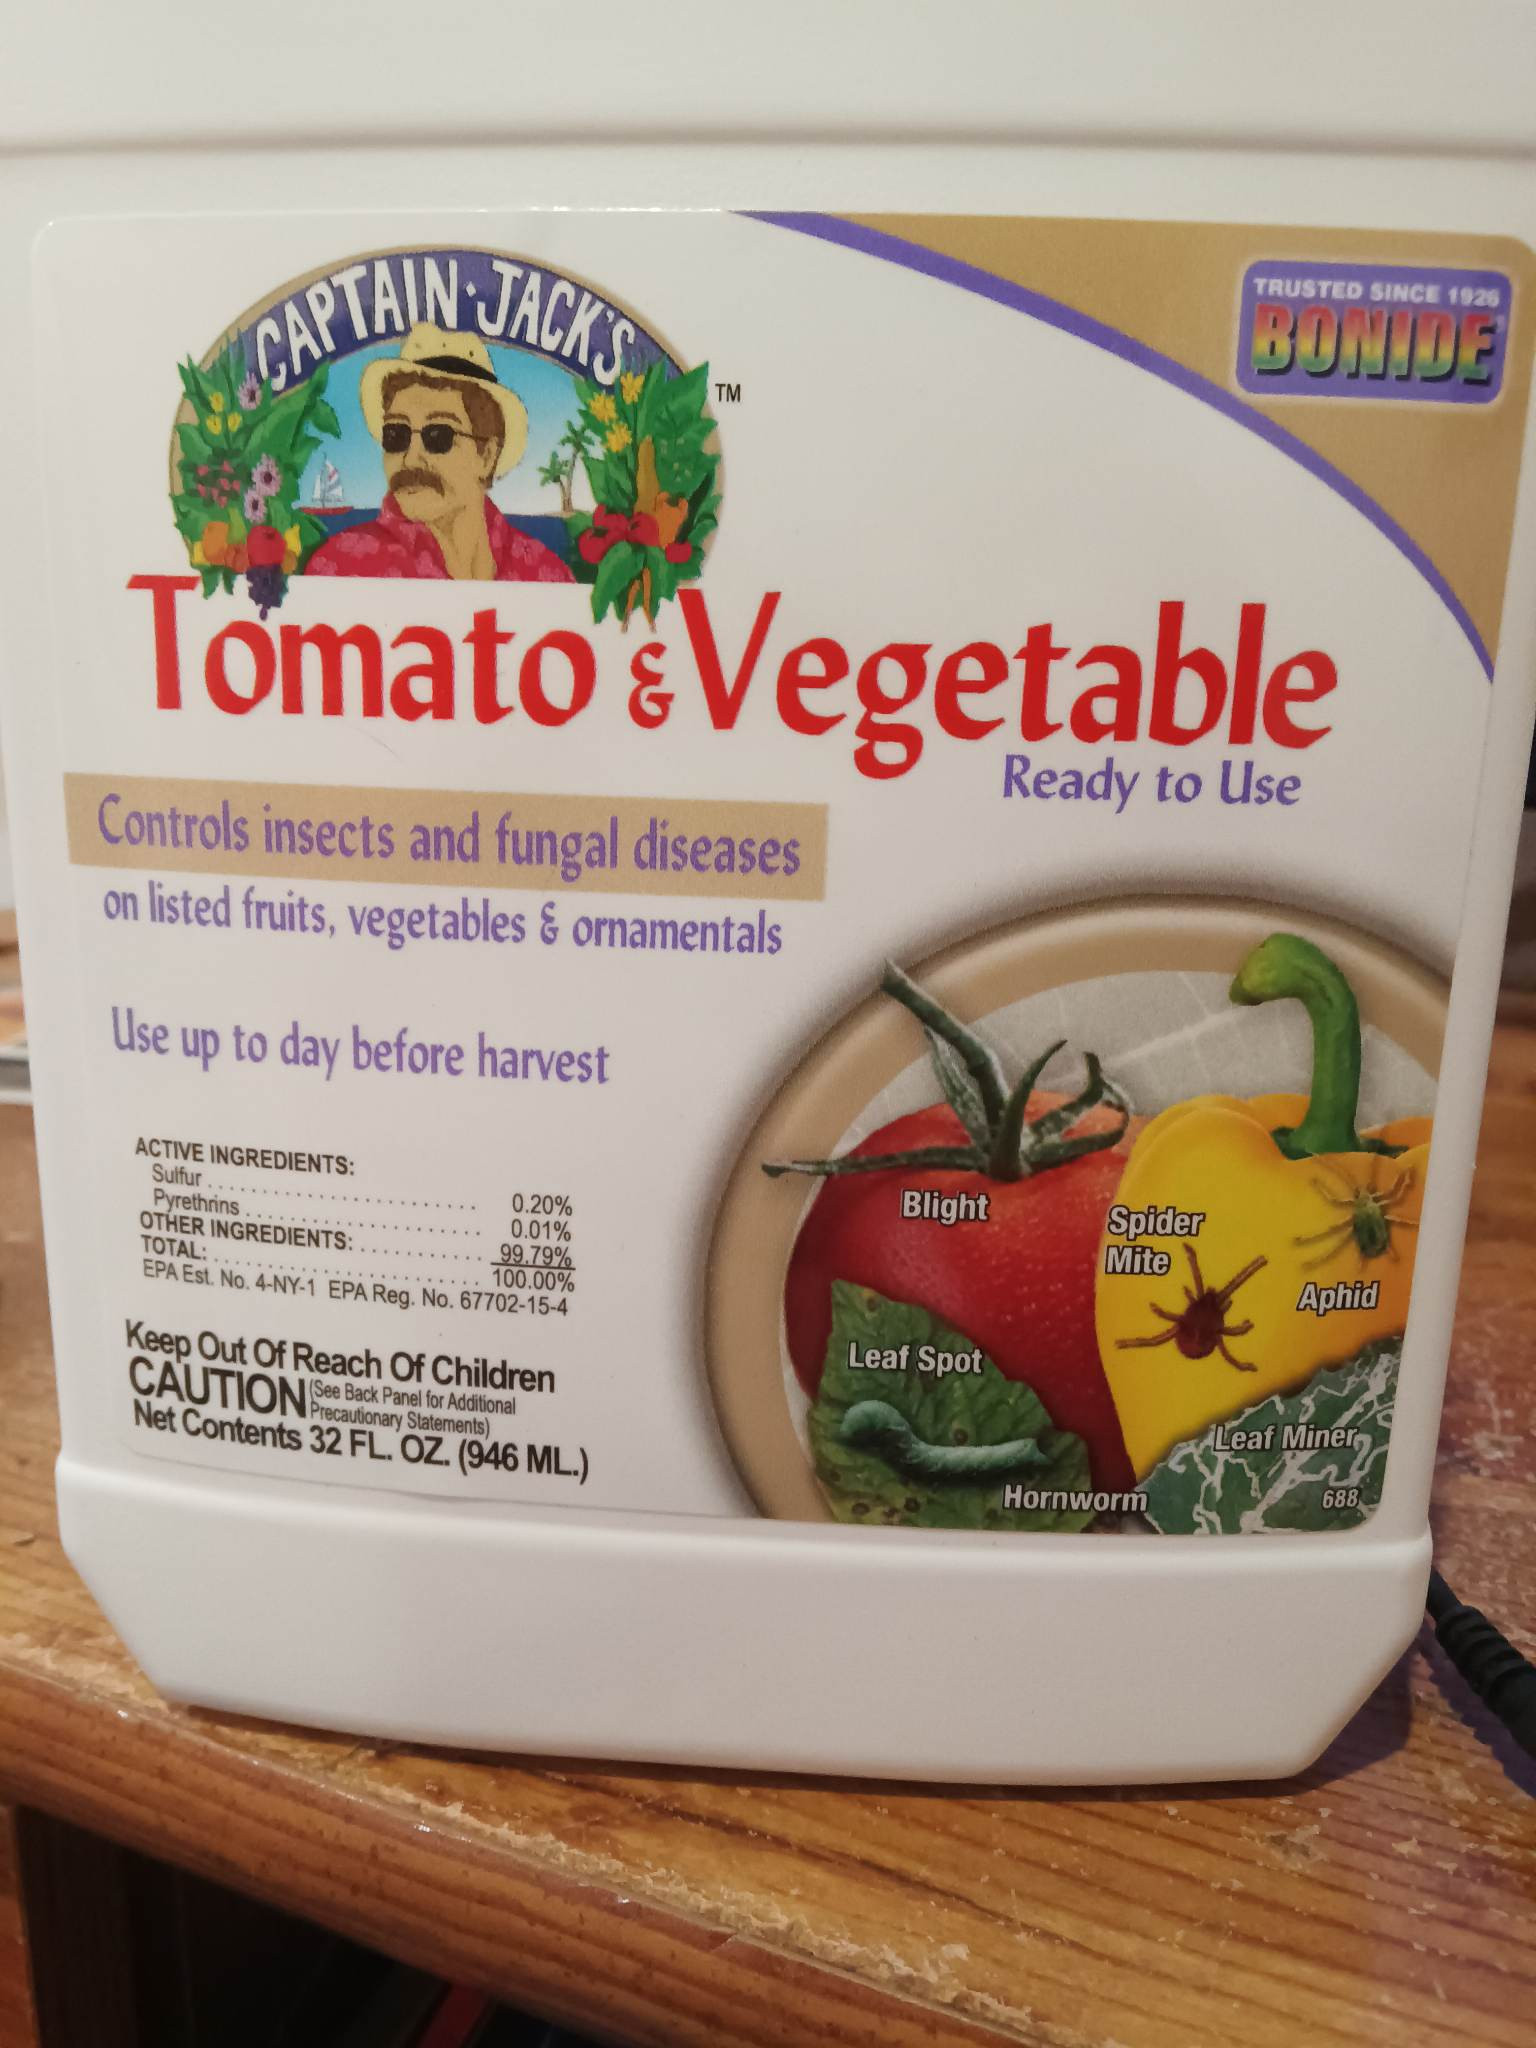 CAPTAIN·JACK'S
TM
TRUSTED SINCE 1926
BONIDE®
Tomato & Vegetable
Ready to Use
Controls insects and fungal diseases
on listed fruits, vegetables & ornamentals
Use up to day before harvest
ACTIVE INGREDIENTS:
Sulfur ........................ 0.20%
Pyrethrins ..................... 0.01%
OTHER INGREDIENTS: ............ 99.79%
TOTAL: ........................ 100.00%
EPA Est. No. 4-NY-1 EPA Reg. No. 67702-15-4
Keep Out Of Reach Of Children
CAUTION (See Back Panel for Additional
Precautionary Statements)
Net Contents 32 FL. OZ. (946 ML.)
Blight
Spider
Mite
Aphid
Leaf Spot
Leaf Miner
Hornworm
688